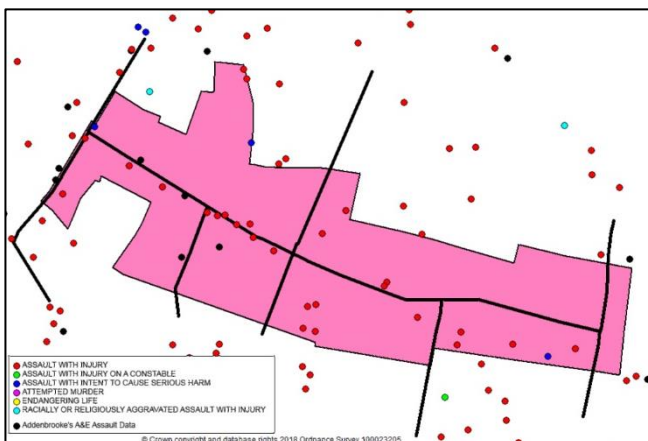 ASSAULT WITH INJURY
ASSAULT WITH INJURY ON A CONSTABLE
ASSAULT WITH INTENT TO CAUSE SERIOUS HARM
ATTEMPTED MURDER
ENDANGERING LIFE
RACIALLY OR RELIGIOUSLY AGGRAVATED ASSAULT WITH INJURY
Addenbrooke's A&E Assault Data
© Crown copyright and database rights 2018 Ordnance Survey 100023205